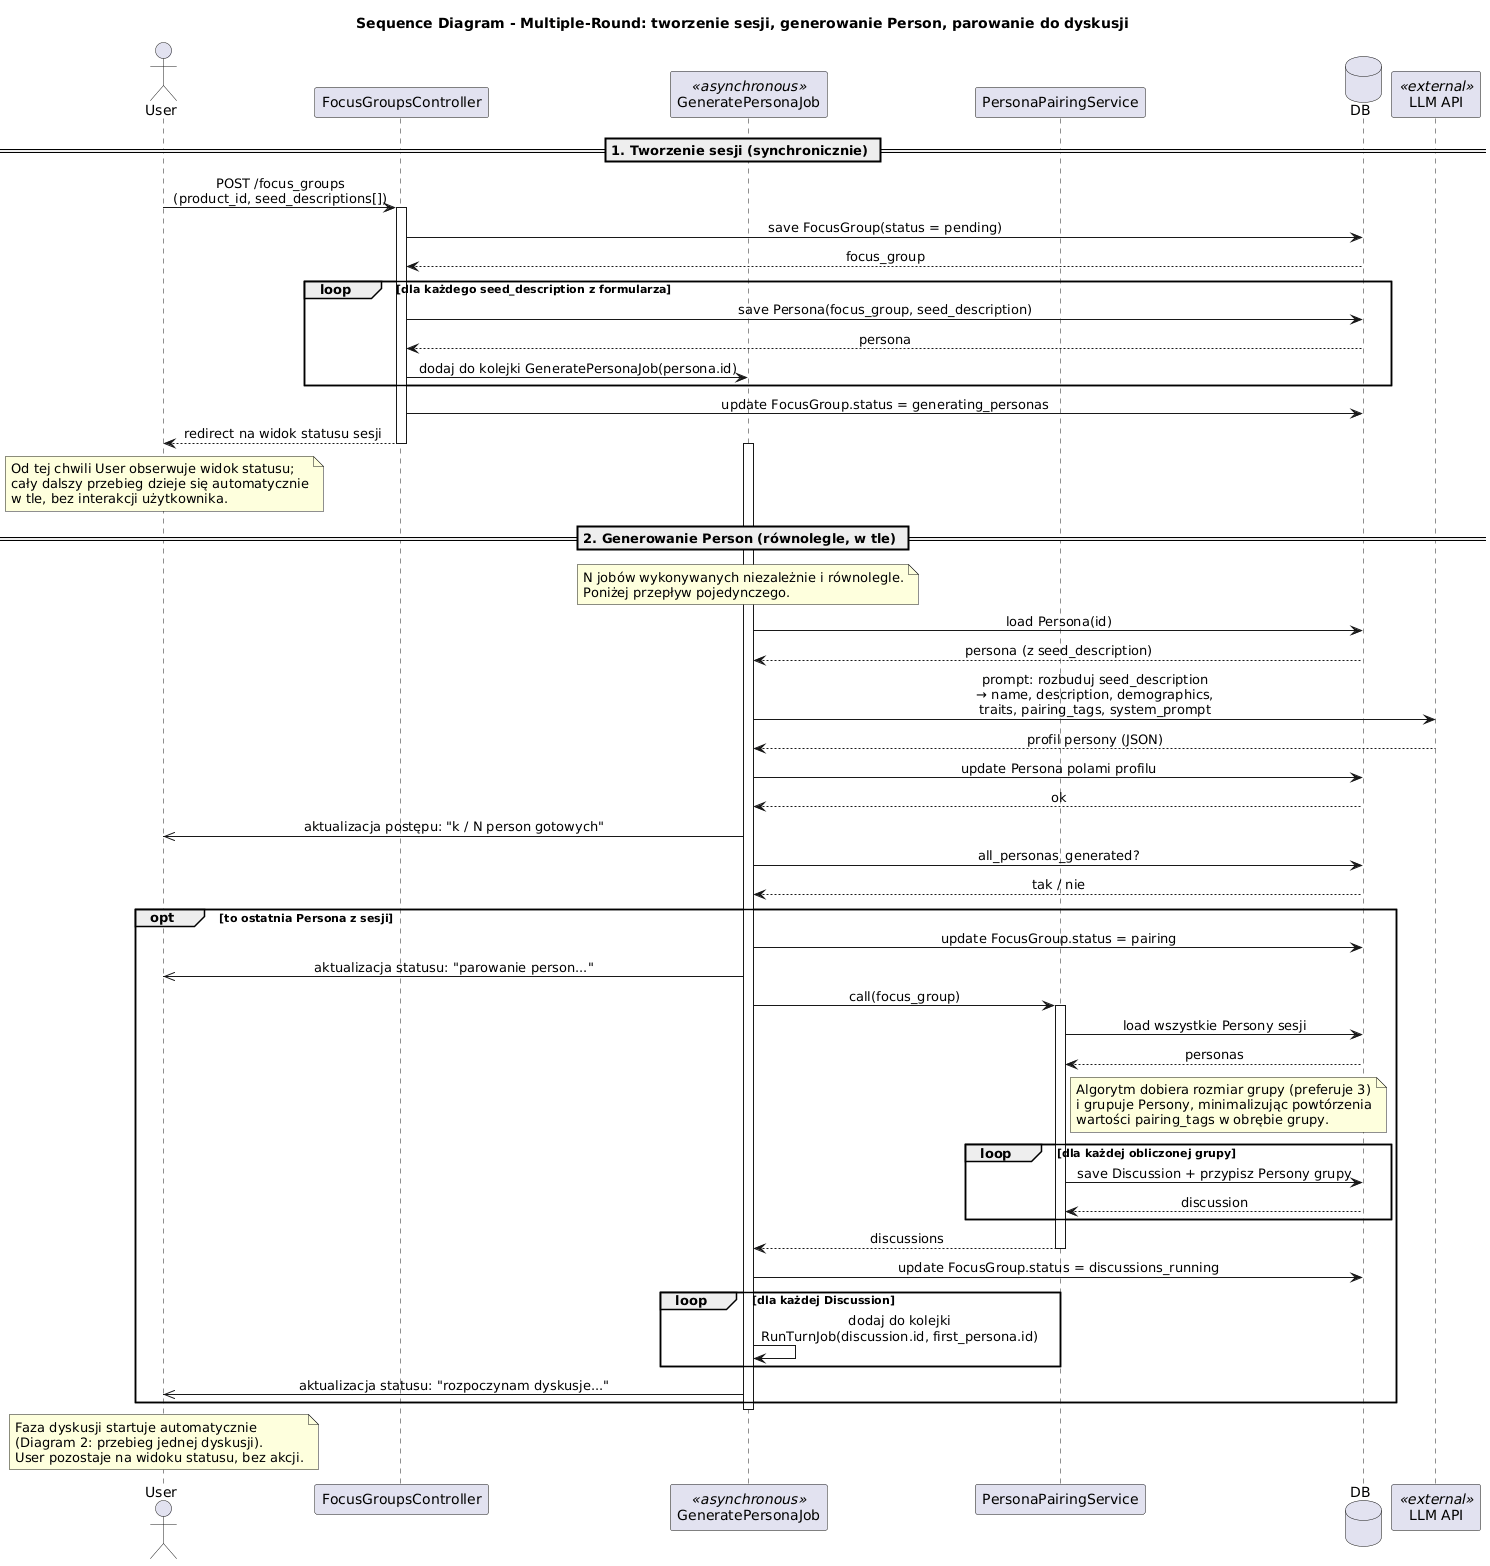 Sequence Diagram - Multiple-Round: tworzenie sesji, generowanie Person, parowanie do dyskusji
User
FocusGroupsController
«asynchronous»
GeneratePersonaJob
PersonaPairingService
DB
«external»
LLM API
1. Tworzenie sesji (synchronicznie)
POST /focus_groups
(product_id, seed_descriptions[])
save FocusGroup(status = pending)
focus_group
loop
[dla każdego seed_description z formularza]
save Persona(focus_group, seed_description)
persona
dodaj do kolejki GeneratePersonaJob(persona.id)
update FocusGroup.status = generating_personas
redirect na widok statusu sesji
Od tej chwili User obserwuje widok statusu;
cały dalszy przebieg dzieje się automatycznie
w tle, bez interakcji użytkownika.
2. Generowanie Person (równolegle, w tle)
N jobów wykonywanych niezależnie i równolegle.
Poniżej przepływ pojedynczego.
load Persona(id)
persona (z seed_description)
prompt: rozbuduj seed_description
→ name, description, demographics,
traits, pairing_tags, system_prompt
profil persony (JSON)
update Persona polami profilu
ok
aktualizacja postępu: "k / N person gotowych"
all_personas_generated?
tak / nie
opt
[to ostatnia Persona z sesji]
update FocusGroup.status = pairing
aktualizacja statusu: "parowanie person..."
call(focus_group)
load wszystkie Persony sesji
personas
Algorytm dobiera rozmiar grupy (preferuje 3)
i grupuje Persony, minimalizując powtórzenia
wartości pairing_tags w obrębie grupy.
loop
[dla każdej obliczonej grupy]
save Discussion + przypisz Persony grupy
discussion
discussions
update FocusGroup.status = discussions_running
loop
[dla każdej Discussion]
dodaj do kolejki
RunTurnJob(discussion.id, first_persona.id)
aktualizacja statusu: "rozpoczynam dyskusje..."
Faza dyskusji startuje automatycznie
(Diagram 2: przebieg jednej dyskusji).
User pozostaje na widoku statusu, bez akcji.
User
FocusGroupsController
«asynchronous»
GeneratePersonaJob
PersonaPairingService
DB
«external»
LLM API